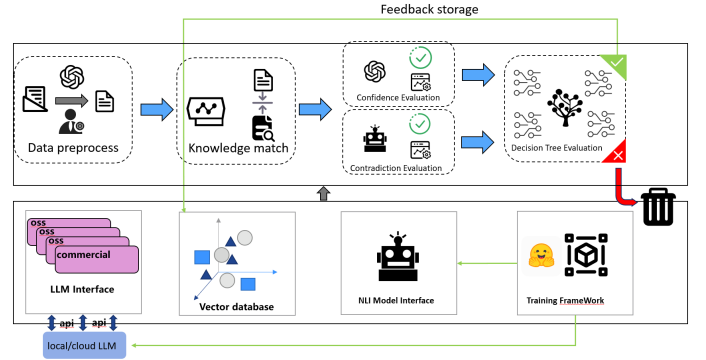 Feedback storage
Data preprocess
Knowledge match
Confidence Evaluation
Contradiction Evaluation
Decision Tree Evaluation
oss
oss
oss
commercial
LLM Interface
Vector database
NLI Model Interface
Training FrameWork
api api
local/cloud LLM